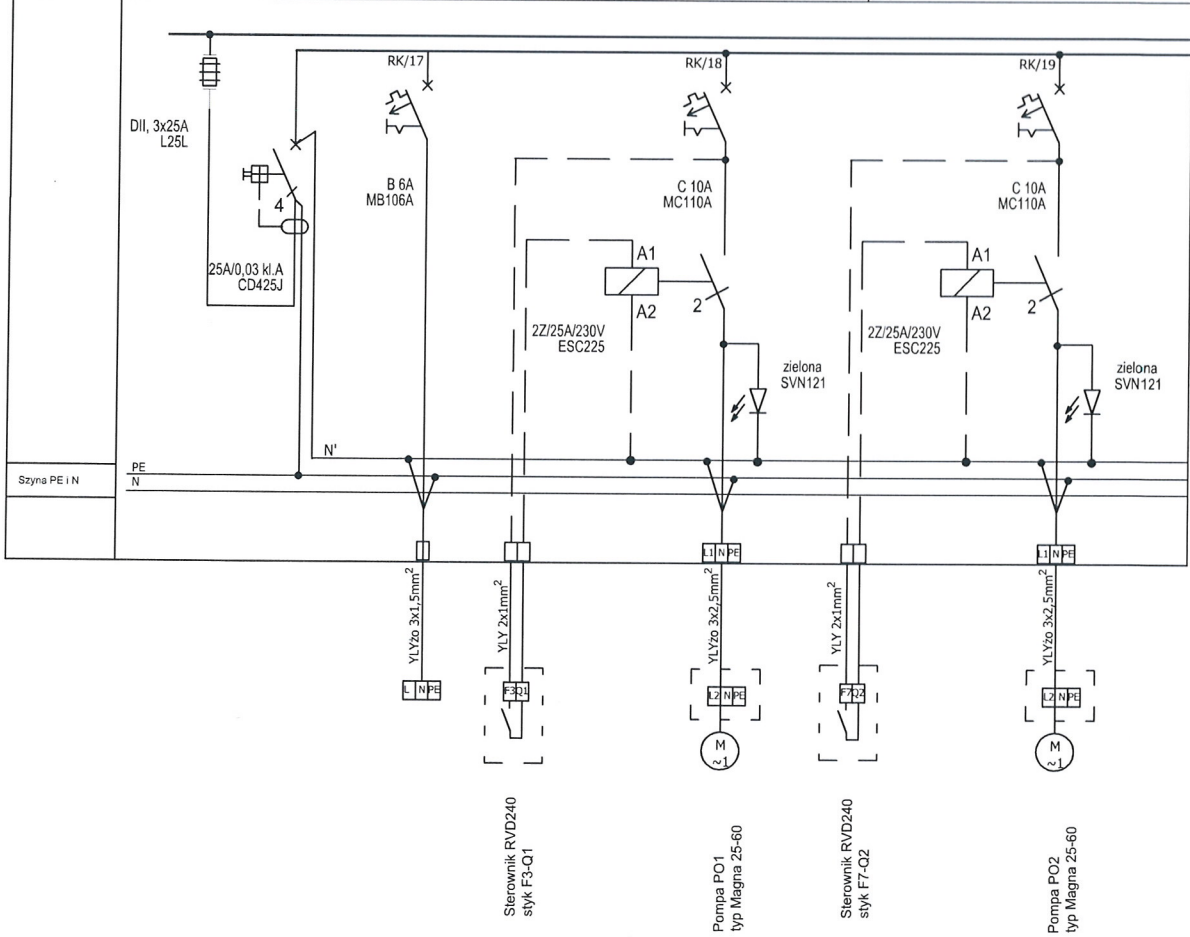 RK/17
RK/18
RK/19
DII, 3x25A
L25L
B 6A
MB106A
C 10A
MC110A
C 10A
MC110A
4
25A/0,03 kl.A
CD425J
A1
A2
2
2Z/25A/230V
ESC225
zielona
SVN121
A1
A2
2
2Z/25A/230V
ESC225
zielona
SVN121
N'
Szyna PE i N
PE
N
L1 N PE
L1 N PE
YLYżo 3x1,5mm²
YLY 2x1mm²
YLYżo 3x2,5mm²
YLY 2x1mm²
YLYżo 3x2,5mm²
L N PE
F3 Q1
L2 N PE
F7 Q2
L2 N PE
M
~1
M
~1
Sterownik RVD240
styk F3-Q1
Pompa PO1
typ Magna 25-60
Sterownik RVD240
styk F7-Q2
Pompa PO2
typ Magna 25-60